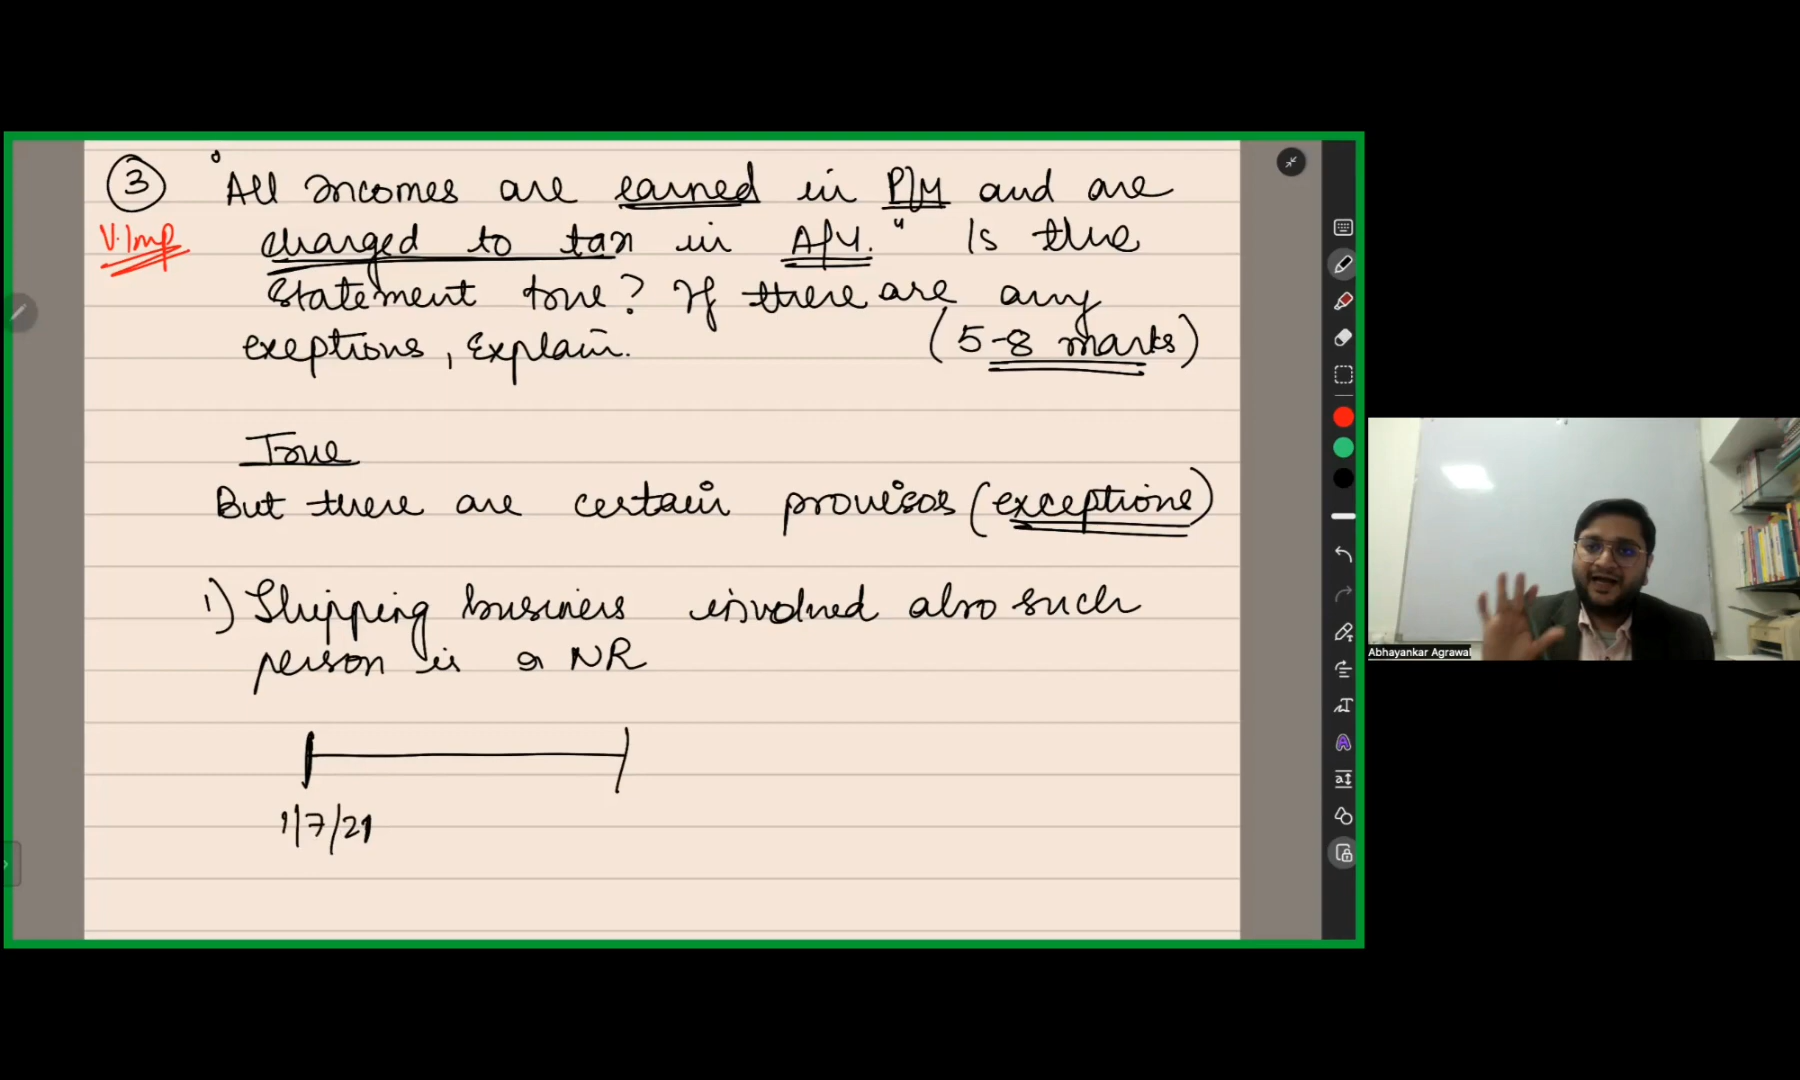 ③ "All incomes are earned in P/Y and are
V.Imp charged to tax in A/Y." Is the
statement true? If there are any
exeptions, Explain. (5-8 marks)
True
But there are certain provisos (exceptions)
1) Shipping business involved also such
person is a NR
1/7/21
Abhayankar Agrawal